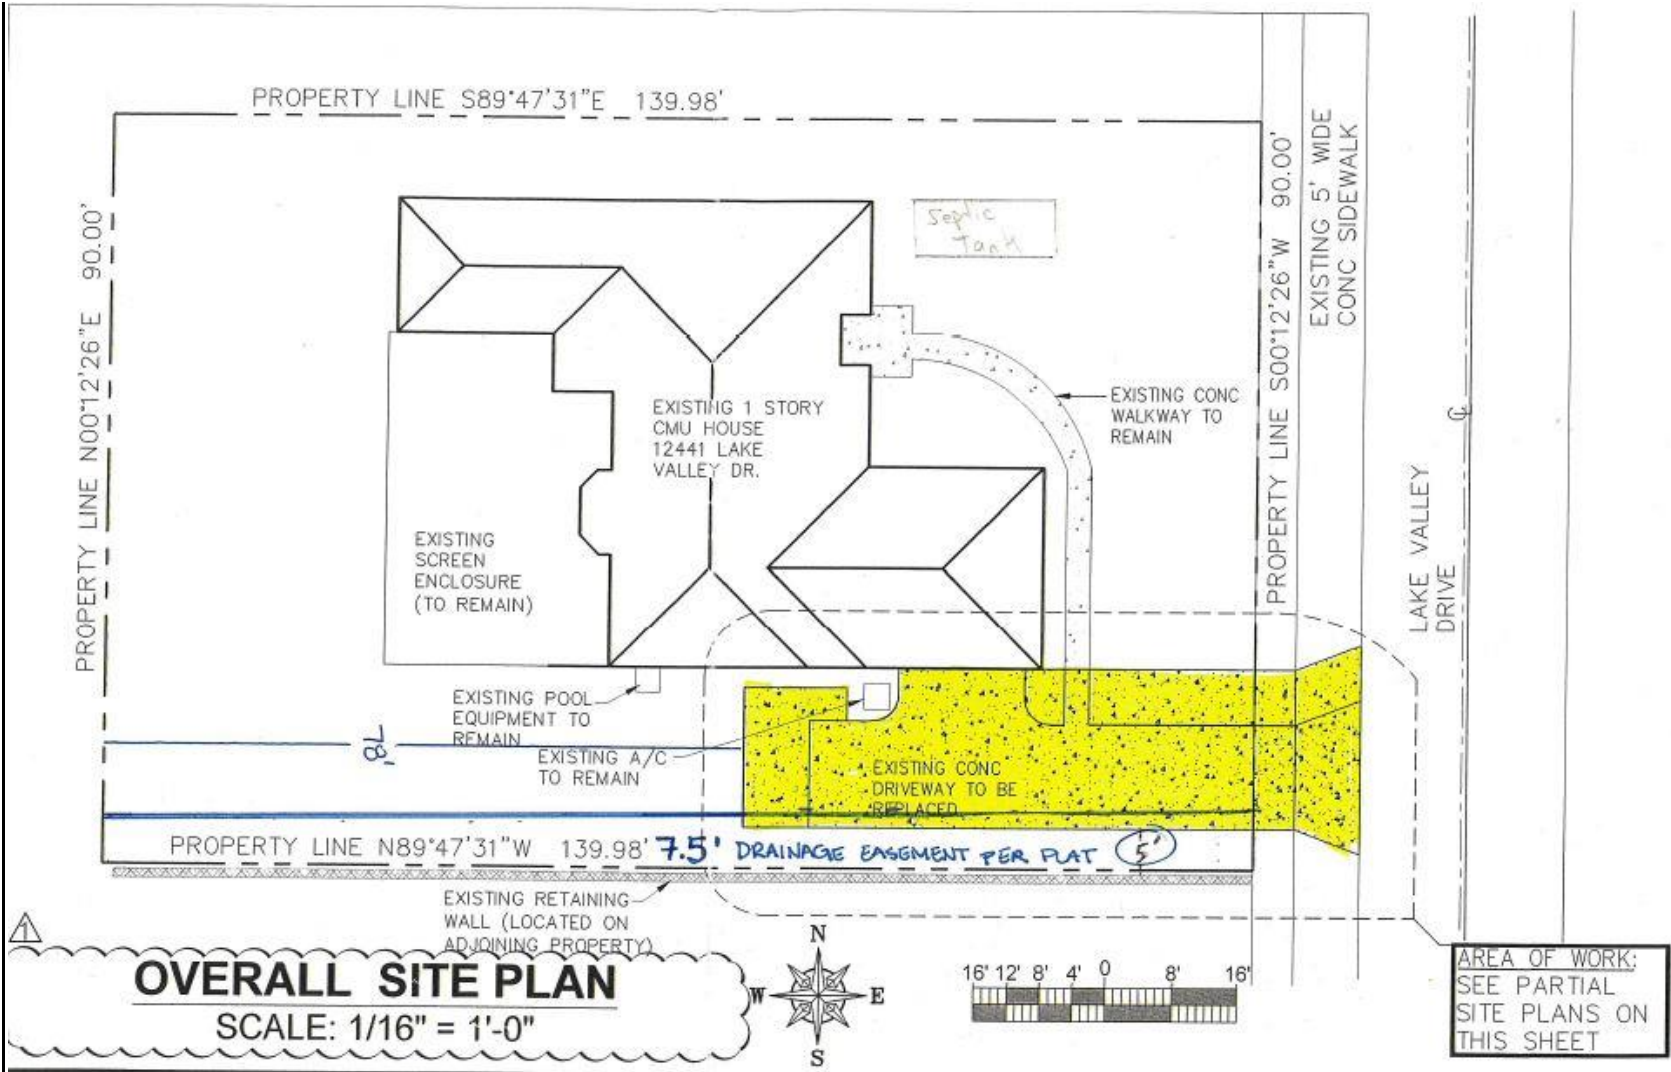 PROPERTY LINE S89°47'31"E 139.98'
PROPERTY LINE N00°12'26"E 90.00'
PROPERTY LINE S00°12'26"W 90.00'
EXISTING 5' WIDE
CONC SIDEWALK
Septic
Tank
EXISTING CONC
WALKWAY TO
REMAIN
EXISTING 1 STORY
CMU HOUSE
12441 LAKE
VALLEY DR.
LAKE VALLEY
DRIVE
EXISTING
SCREEN
ENCLOSURE
(TO REMAIN)
EXISTING POOL
EQUIPMENT TO
REMAIN
78'
EXISTING A/C
TO REMAIN
EXISTING CONC
DRIVEWAY TO BE
REPLACED
PROPERTY LINE N89°47'31"W 139.98' 7.5' DRAINAGE EASEMENT PER PLAT 5'
EXISTING RETAINING
WALL (LOCATED ON
ADJOINING PROPERTY)
1
OVERALL SITE PLAN
SCALE: 1/16" = 1'-0"
N
W E
S
16' 12' 8' 4' 0 8' 16'
AREA OF WORK:
SEE PARTIAL
SITE PLANS ON
THIS SHEET